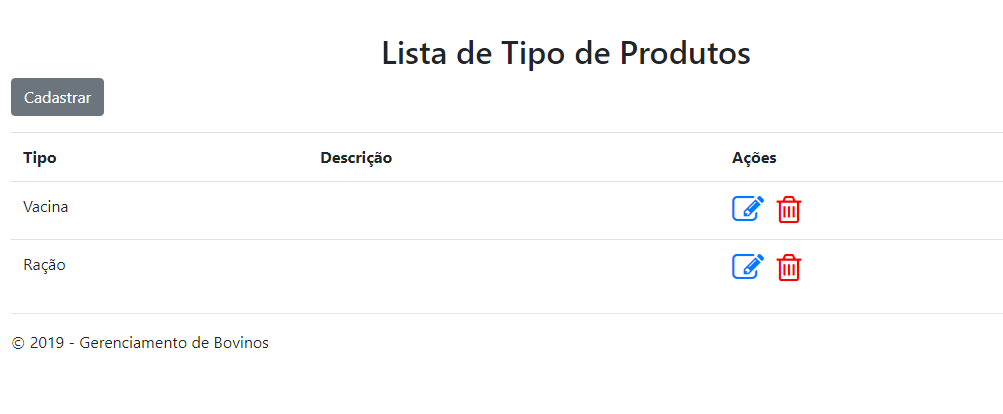 Lista de Tipo de Produtos
Cadastrar
Tipo Descrição Ações
Vacina
Ração
© 2019 - Gerenciamento de Bovinos